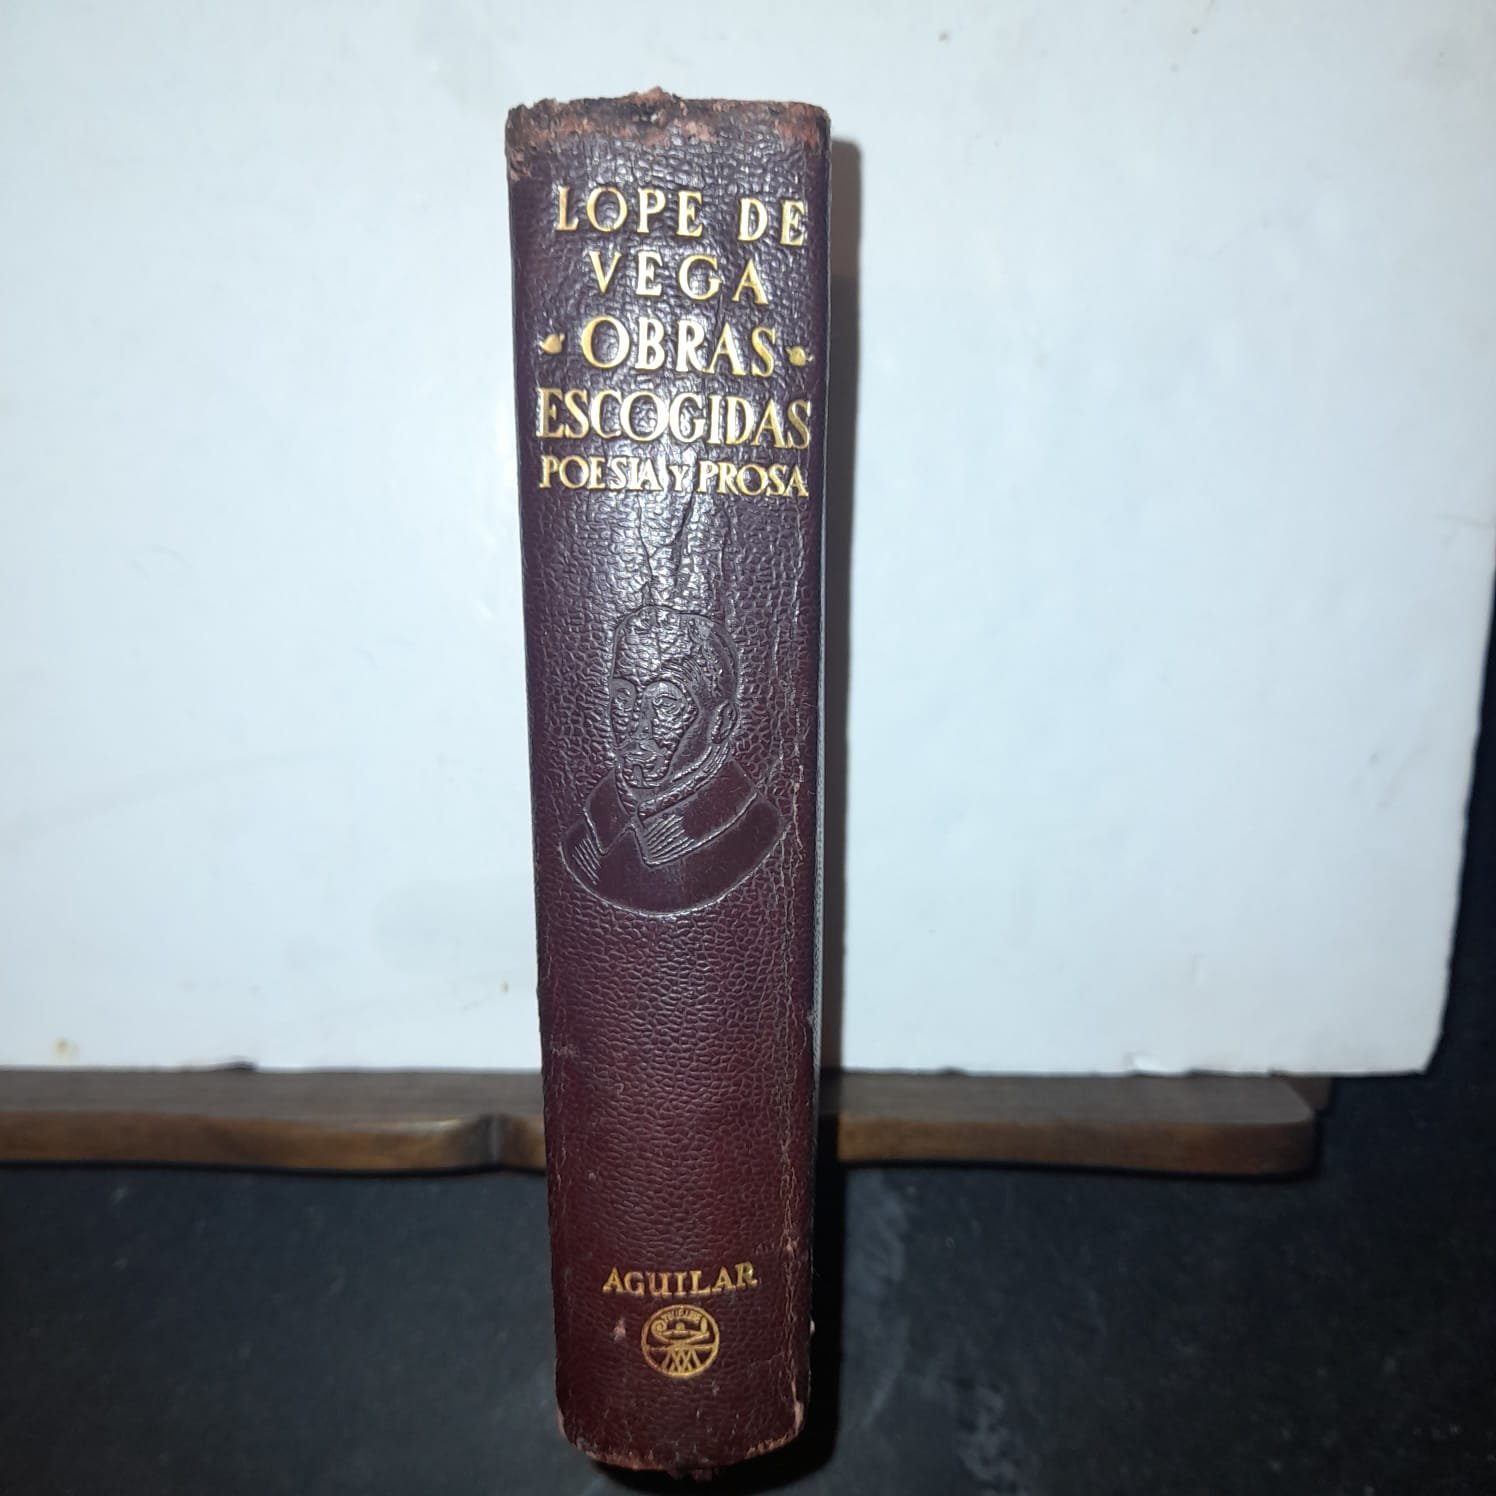 LOPE DE
VEGA
OBRAS
ESCOGIDAS
POESIA Y PROSA
AGUILAR